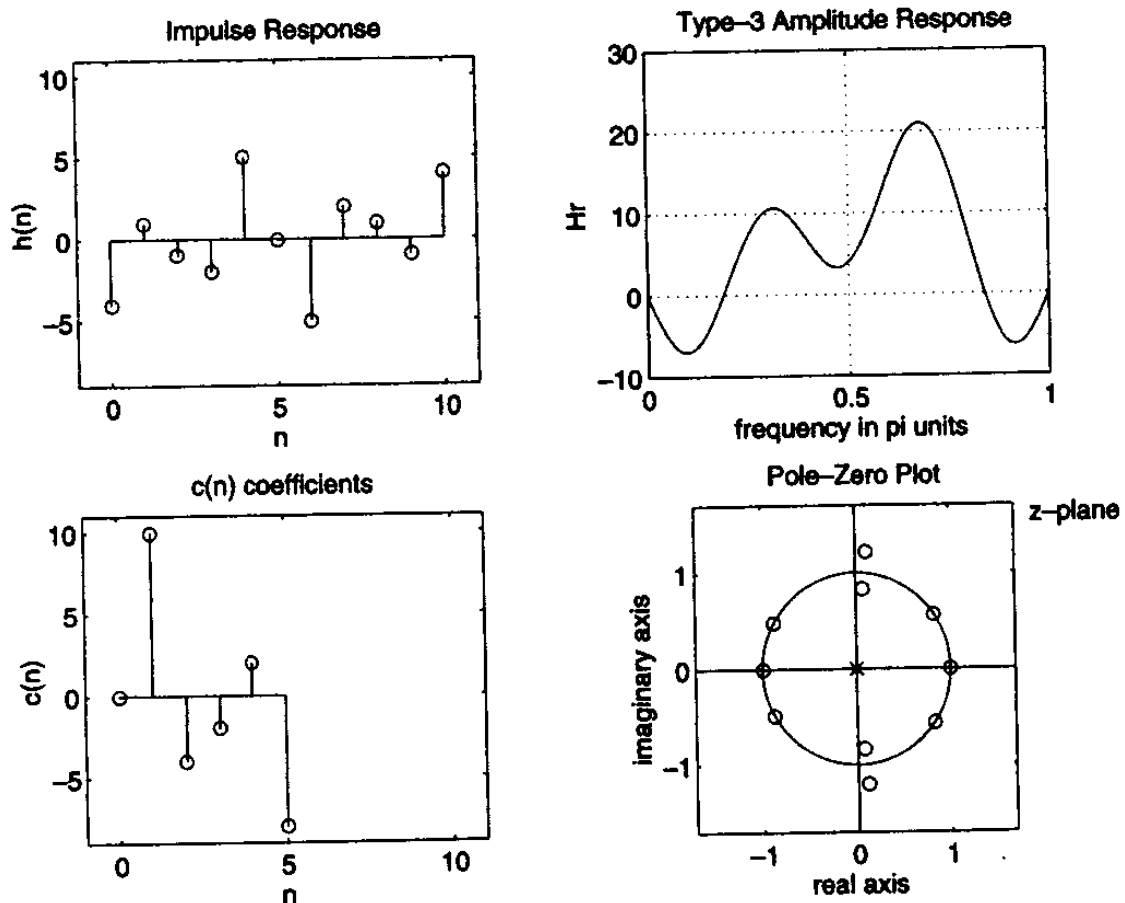 Impulse Response
10
5
0
−5
h(n)
0
5
10
n
Type−3 Amplitude Response
30
20
10
0
−10
Hr
0
0.5
1
frequency in pi units
c(n) coefficients
10
5
0
−5
c(n)
0
5
10
n
Pole−Zero Plot
z−plane
1
0
−1
imaginary axis
−1
0
1
real axis